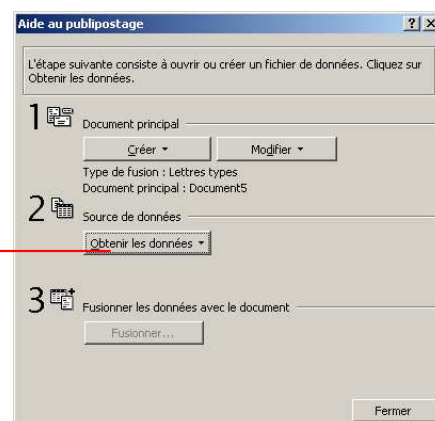 Aide au publipostage
L'étape suivante consiste à ouvrir ou créer un fichier de données. Cliquez sur
Obtenir les données.
1 Document principal
Créer Modifier
Type de fusion : Lettres types
Document principal : Document5
2 Source de données
Obtenir les données
3 Fusionner les données avec le document
Fusionner...
Fermer